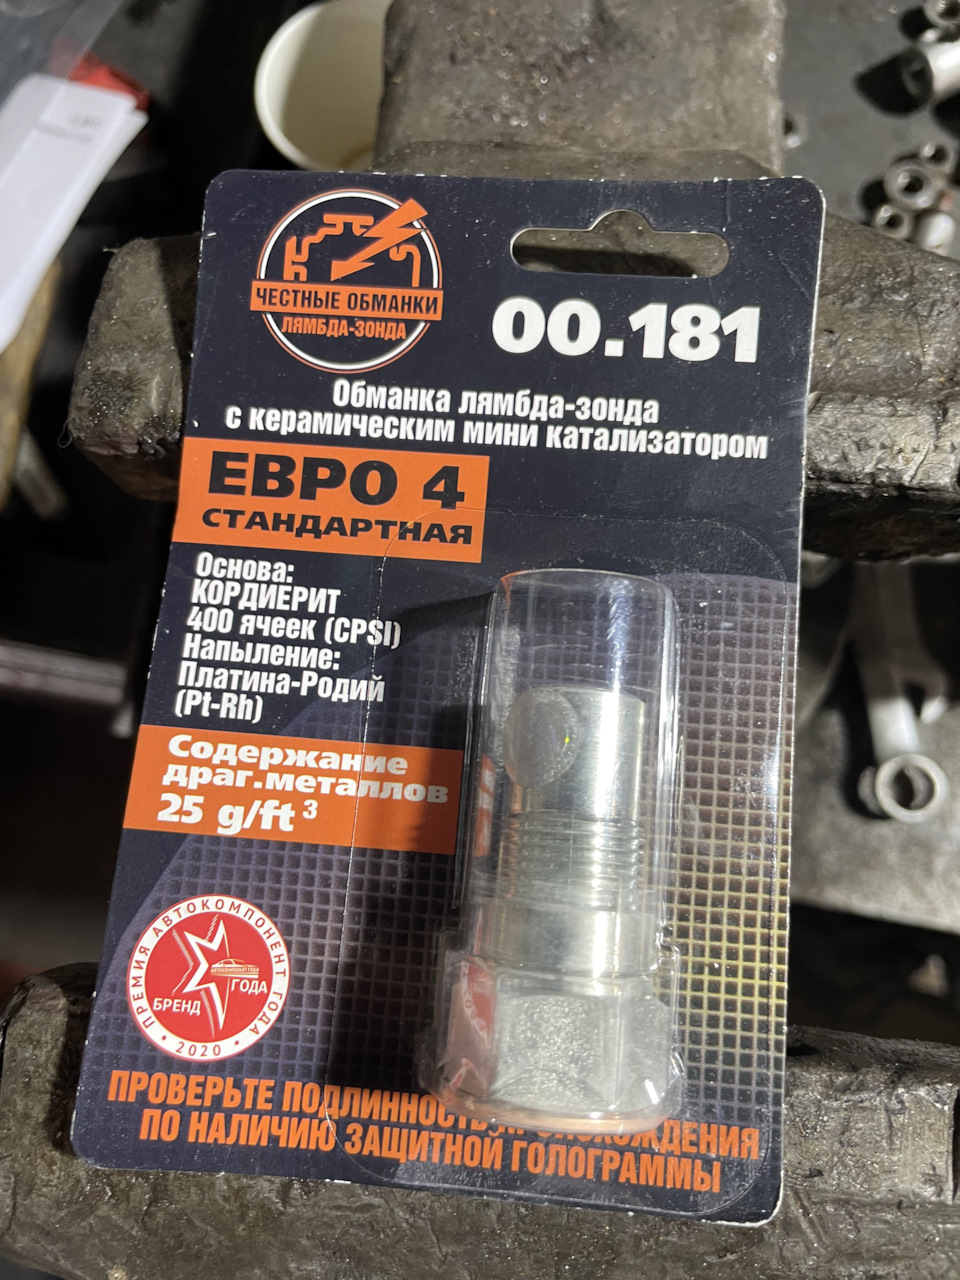 ЧЕСТНЫЕ ОБМАНКИ
ЛЯМБДА-ЗОНДА
00.181
Обманка лямбда-зонда
с керамическим мини катализатором
ЕВРО 4
СТАНДАРТНАЯ
Основа:
КОРДИЕРИТ
400 ячеек (CPSI)
Напыление:
Платина-Родий
(Pt-Rh)
Содержание
драг.металлов
25 g/ft³
ПРЕМИЯ АВТОКОМПОНЕНТ ГОДА
АВТОКОМПОНЕНТ ГОДА
БРЕНД ГОДА
• 2020 •
ПРОВЕРЬТЕ ПОДЛИННОСТЬ
ПО НАЛИЧИЮ ЗАЩИТНОЙ ГОЛОГРАММЫ